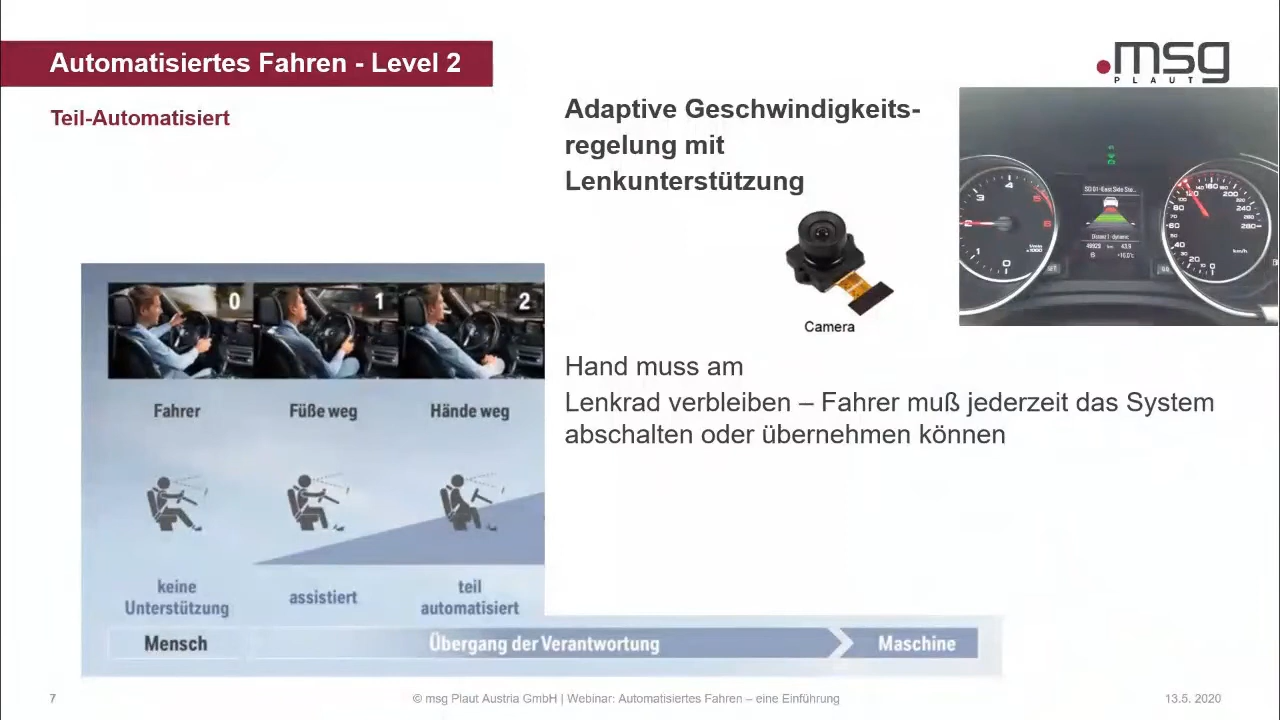 Automatisiertes Fahren - Level 2
msg
PLAUT
Teil-Automatisiert
Adaptive Geschwindigkeits-
regelung mit
Lenkunterstützung
Camera
Hand muss am
Lenkrad verbleiben – Fahrer muß jederzeit das System
abschalten oder übernehmen können
0 1 2
Fahrer Füße weg Hände weg
keine
Unterstützung
assistiert
teil
automatisiert
Mensch Übergang der Verantwortung Maschine
7 © msg Plaut Austria GmbH | Webinar: Automatisiertes Fahren – eine Einführung 13.5. 2020